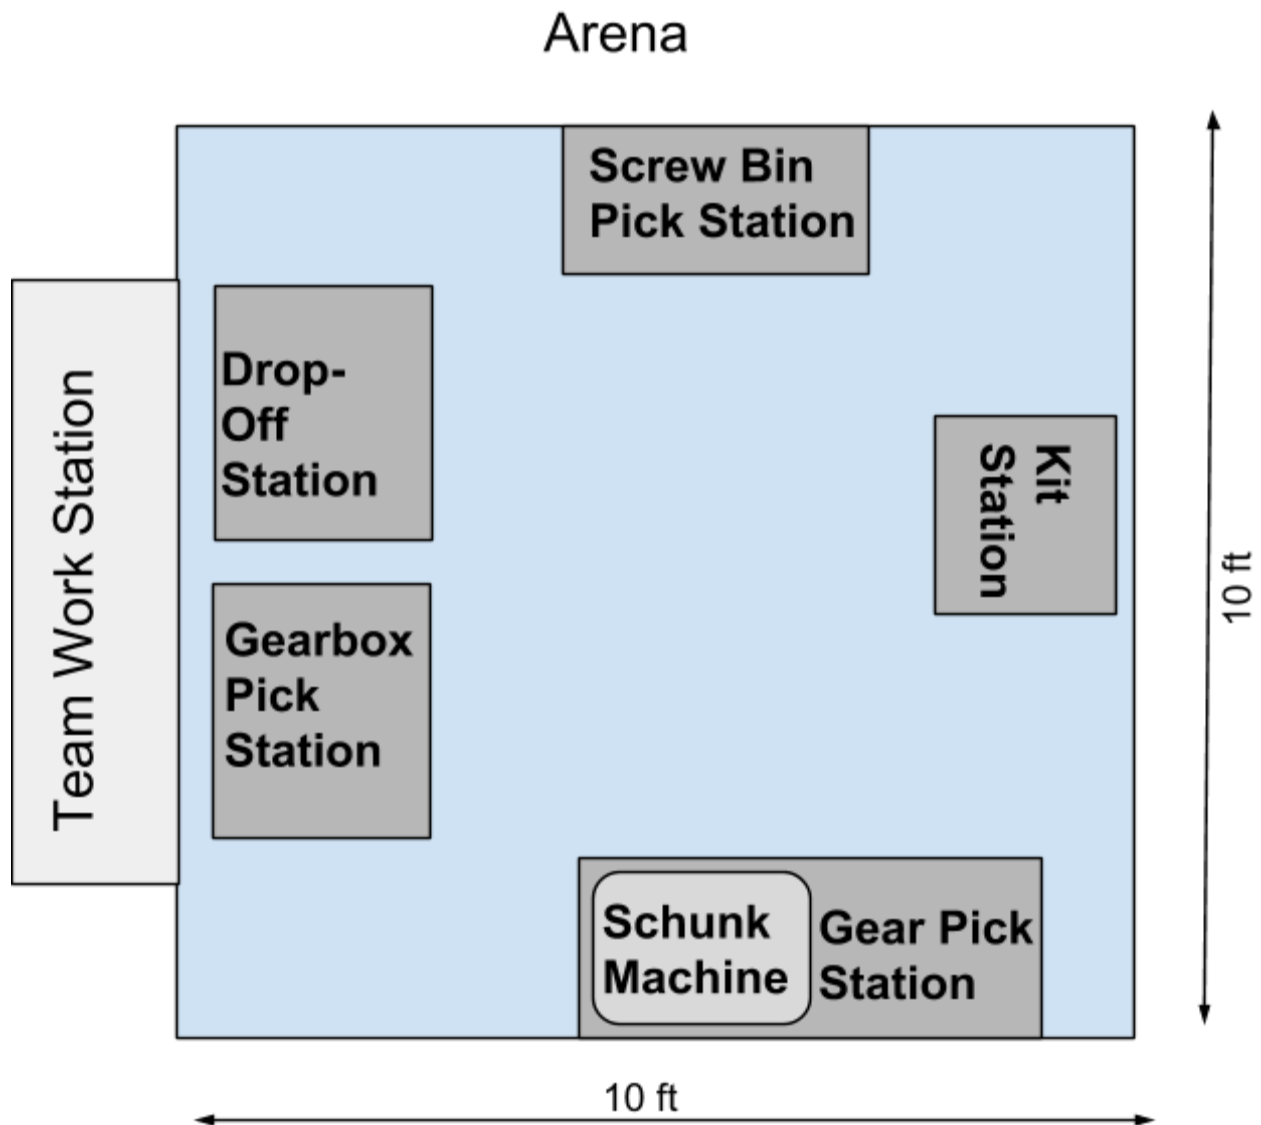 Arena
Screw Bin
Pick Station
Drop-
Off
Station
Team Work Station
Kit
Station
10 ft
Gearbox
Pick
Station
Schunk
Machine
Gear Pick
Station
10 ft